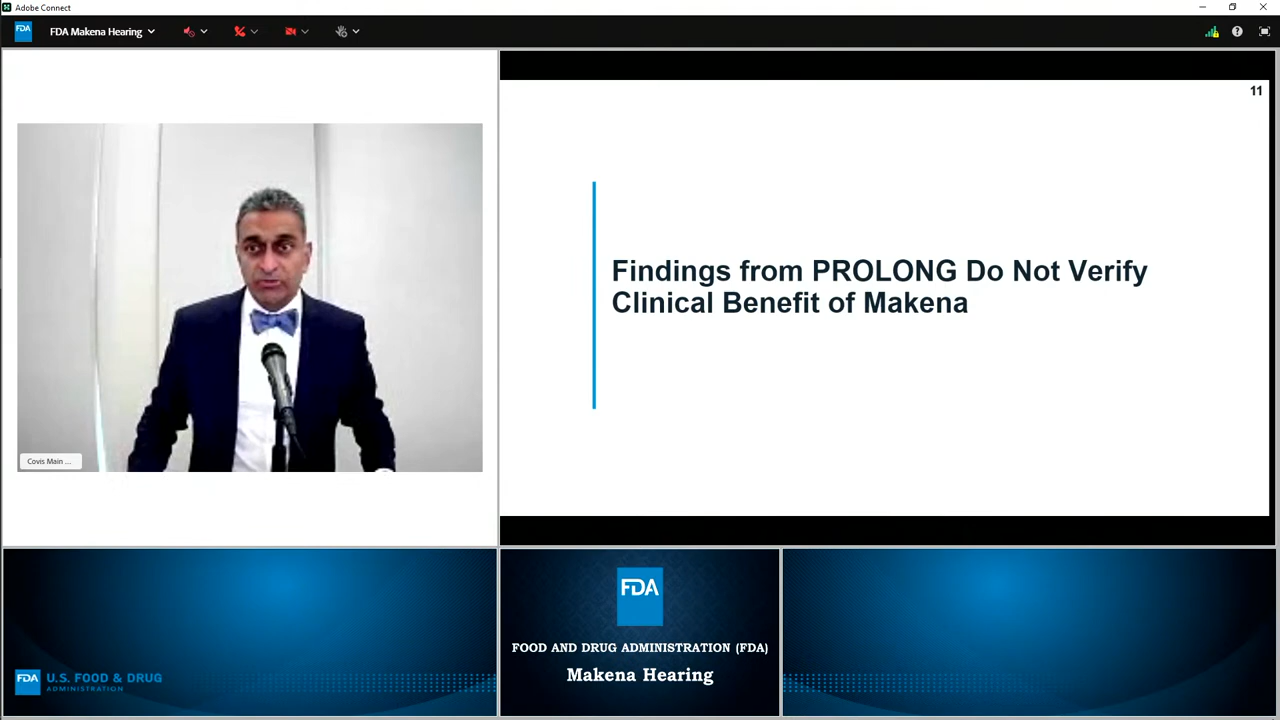 Adobe Connect
FDA
FDA Makena Hearing
11
Findings from PROLONG Do Not Verify
Clinical Benefit of Makena
Covis Main ...
FDA
FOOD AND DRUG ADMINISTRATION (FDA)
Makena Hearing
FDA
U.S. FOOD & DRUG
ADMINISTRATION